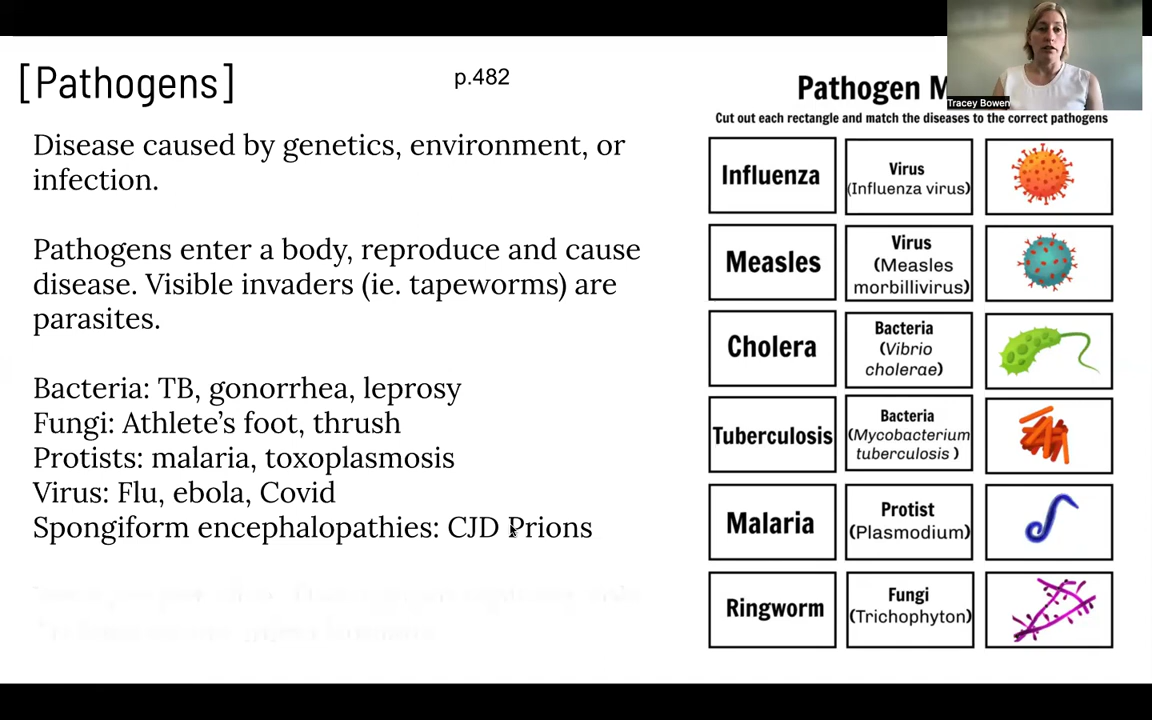 [Pathogens]
p.482
Disease caused by genetics, environment, or
infection.
Pathogens enter a body, reproduce and cause
disease. Visible invaders (ie. tapeworms) are
parasites.
Bacteria: TB, gonorrhea, leprosy
Fungi: Athlete's foot, thrush
Protists: malaria, toxoplasmosis
Virus: Flu, ebola, Covid
Spongiform encephalopathies: CJD Prions
Pathogen M
Cut out each rectangle and match the diseases to the correct pathogens
Influenza
Virus
(Influenza virus)
Measles
Virus
(Measles
morbillivirus)
Cholera
Bacteria
(Vibrio
cholerae)
Tuberculosis
Bacteria
(Mycobacterium
tuberculosis )
Malaria
Protist
(Plasmodium)
Ringworm
Fungi
(Trichophyton)
Tracey Bowen